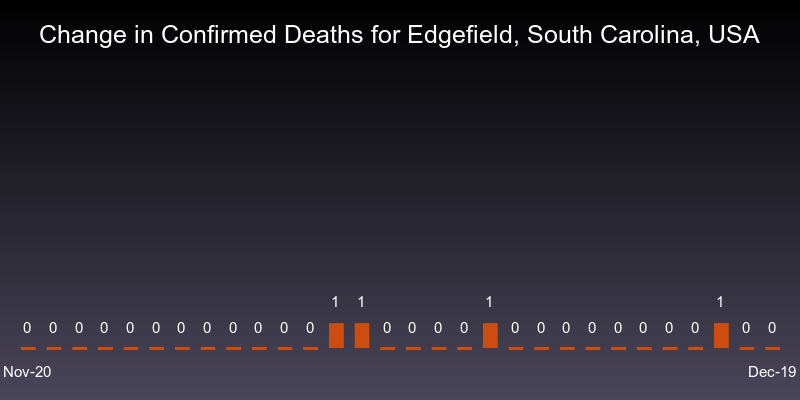 Change in Confirmed Deaths for Edgefield, South Carolina, USA
1 1 1 1
0 0 0 0 0 0 0 0 0 0 0 0 0 0 0 0 0 0 0 0 0 0 0 0 0 0
Nov-20 Dec-19